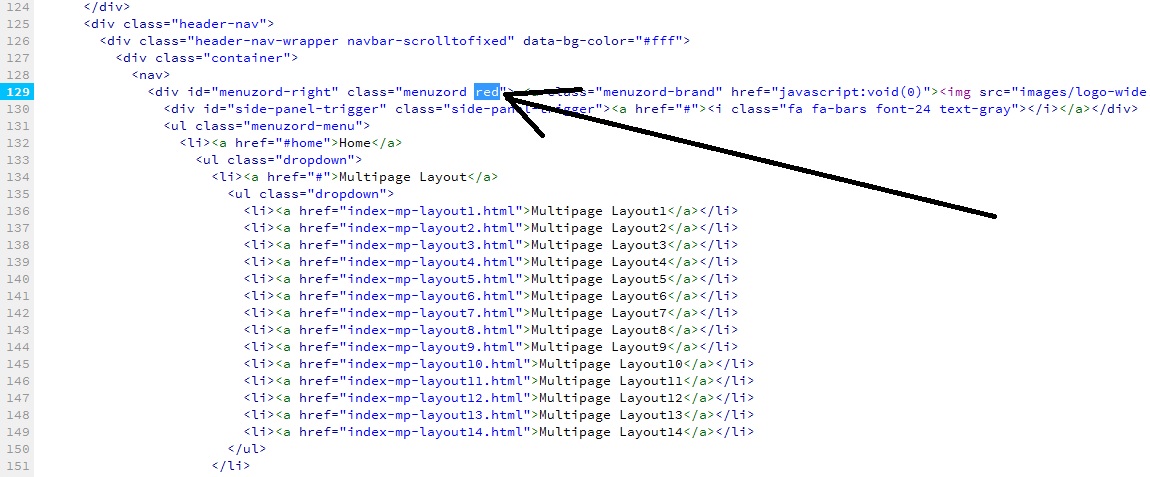 124 </div>
125 <div class="header-nav">
126 <div class="header-nav-wrapper navbar-scrolltofixed" data-bg-color="#fff">
127 <div class="container">
128 <nav>
129 <div id="menuzord-right" class="menuzord red"> <a class="menuzord-brand" href="javascript:void(0)"><img src="images/logo-wide
130 <div id="side-panel-trigger" class="side-panel-trigger"><a href="#"><i class="fa fa-bars font-24 text-gray"></i></a></div>
131 <ul class="menuzord-menu">
132 <li><a href="#home">Home</a>
133 <ul class="dropdown">
134 <li><a href="#">Multipage Layout</a>
135 <ul class="dropdown">
136 <li><a href="index-mp-layout1.html">Multipage Layout1</a></li>
137 <li><a href="index-mp-layout2.html">Multipage Layout2</a></li>
138 <li><a href="index-mp-layout3.html">Multipage Layout3</a></li>
139 <li><a href="index-mp-layout4.html">Multipage Layout4</a></li>
140 <li><a href="index-mp-layout5.html">Multipage Layout5</a></li>
141 <li><a href="index-mp-layout6.html">Multipage Layout6</a></li>
142 <li><a href="index-mp-layout7.html">Multipage Layout7</a></li>
143 <li><a href="index-mp-layout8.html">Multipage Layout8</a></li>
144 <li><a href="index-mp-layout9.html">Multipage Layout9</a></li>
145 <li><a href="index-mp-layout10.html">Multipage Layout10</a></li>
146 <li><a href="index-mp-layout11.html">Multipage Layout11</a></li>
147 <li><a href="index-mp-layout12.html">Multipage Layout12</a></li>
148 <li><a href="index-mp-layout13.html">Multipage Layout13</a></li>
149 <li><a href="index-mp-layout14.html">Multipage Layout14</a></li>
150 </ul>
151 </li>